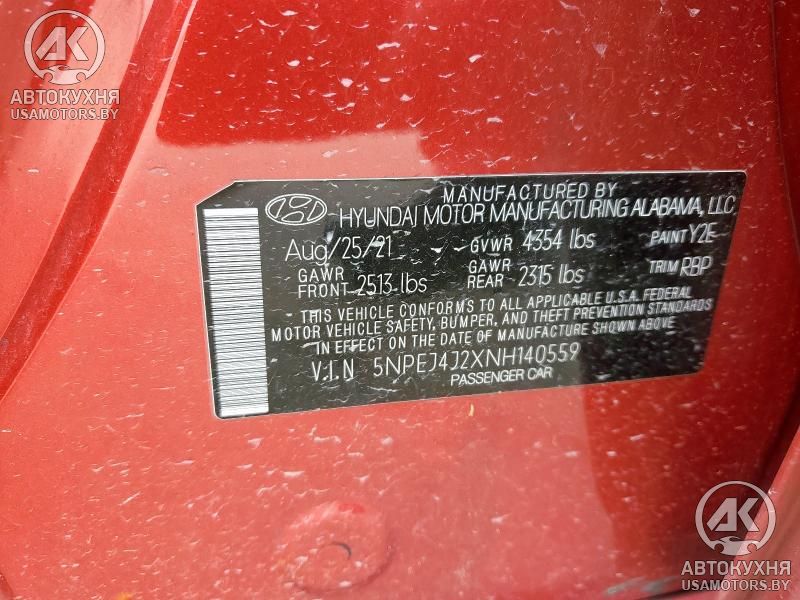 AK
АВТОКУХНЯ
USAMOTORS.BY
MANUFACTURED BY
HYUNDAI MOTOR MANUFACTURING ALABAMA, LLC
Aug/25/21 GVWR 4354 lbs PAINT Y2E
GAWR FRONT 2513 lbs GAWR REAR 2315 lbs TRIM RBP
THIS VEHICLE CONFORMS TO ALL APPLICABLE U.S.A. FEDERAL
MOTOR VEHICLE SAFETY, BUMPER, AND THEFT PREVENTION STANDARDS
IN EFFECT ON THE DATE OF MANUFACTURE SHOWN ABOVE.
V.I.N 5NPEJ4J2XNH140559
PASSENGER CAR
AK
АВТОКУХНЯ
USAMOTORS.BY